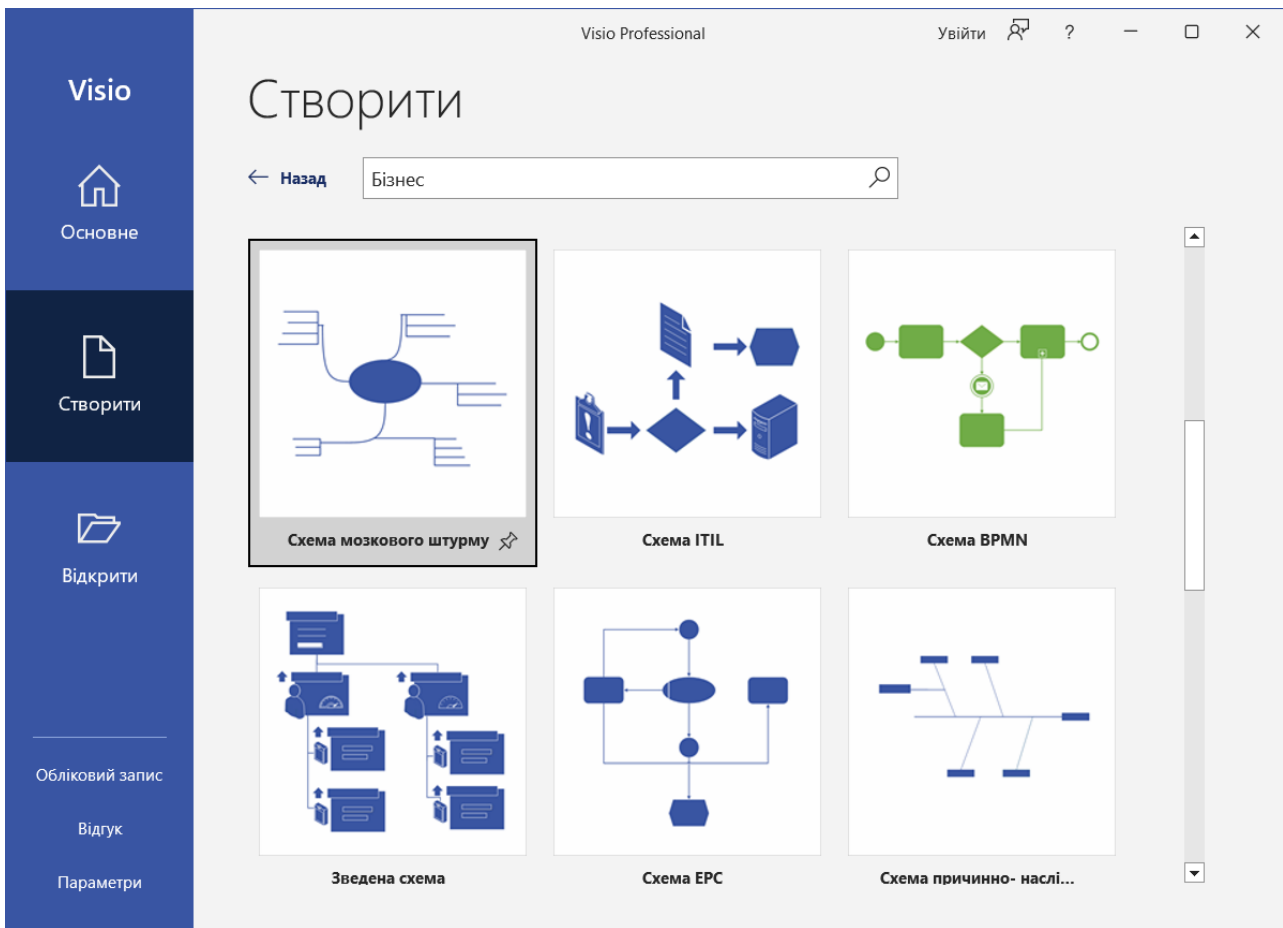 Visio Professional
Увійти
?
Visio
Створити
Назад
Бізнес
Основне
Створити
Відкрити
Схема мозкового штурму
Схема ITIL
Схема BPMN
Зведена схема
Схема EPC
Схема причинно- наслі...
Обліковий запис
Відгук
Параметри